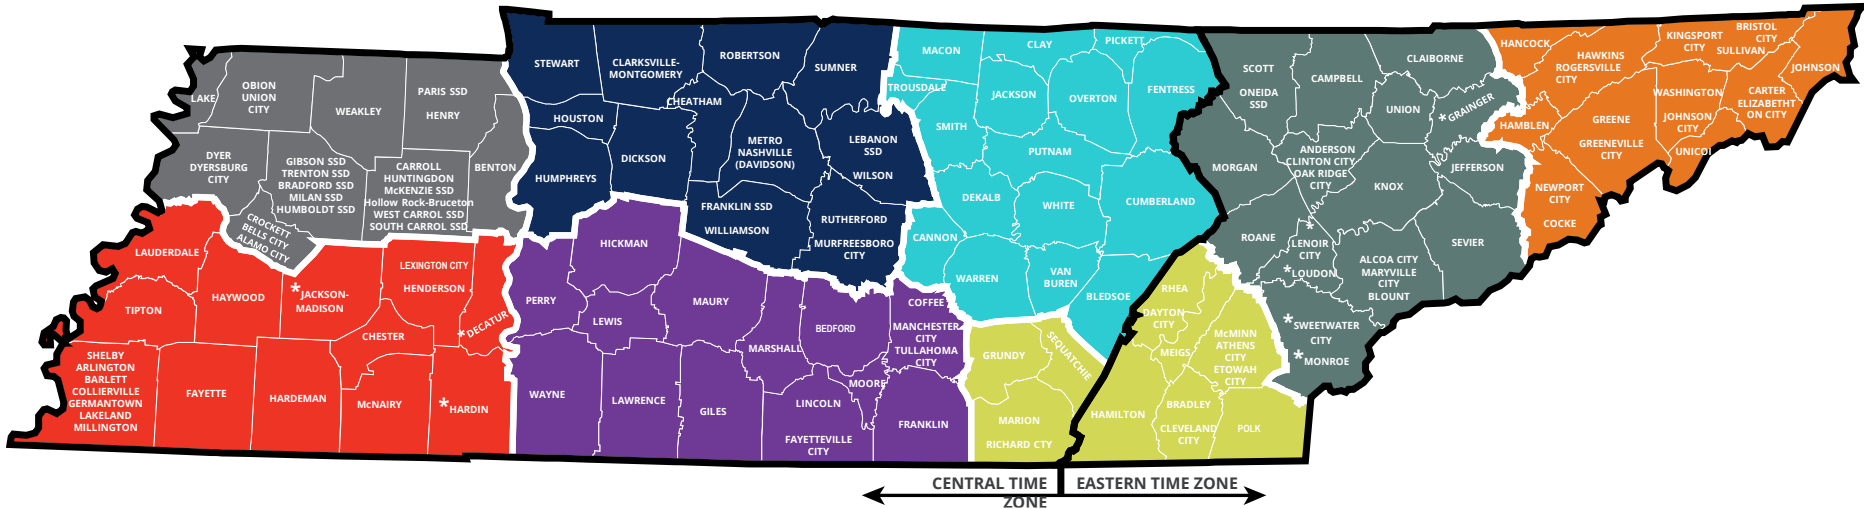 LAKE
OBION
UNION
CITY
WEAKLEY
PARIS SSD
HENRY
DYER
DYERSBURG
CITY
GIBSON SSD
TRENTON SSD
BRADFORD SSD
MILAN SSD
HUMBOLDT SSD
CARROLL
HUNTINGDON
McKENZIE SSD
Hollow Rock-Bruceton
WEST CARROL SSD
SOUTH CARROL SSD
BENTON
CROCKETT
BELLS CITY
ALAMO CITY
LAUDERDALE
TIPTON
HAYWOOD
*JACKSON-
MADISON
LEXINGTON CITY
HENDERSON
*DECATUR
CHESTER
SHELBY
ARLINGTON
BARLETT
COLLIERVILLE
GERMANTOWN
LAKELAND
MILLINGTON
FAYETTE
HARDEMAN
McNAIRY
*HARDIN
STEWART
CLARKSVILLE-
MONTGOMERY
ROBERTSON
SUMNER
HOUSTON
CHEATHAM
DICKSON
METRO
NASHVILLE
(DAVIDSON)
LEBANON
SSD
WILSON
HUMPHREYS
FRANKLIN SSD
WILLIAMSON
RUTHERFORD
MURFREESBORO
CITY
HICKMAN
PERRY
LEWIS
MAURY
BEDFORD
MARSHALL
COFFEE
MANCHESTER
CITY
TULLAHOMA
CITY
MOORE
WAYNE
LAWRENCE
GILES
LINCOLN
FAYETTEVILLE
CITY
FRANKLIN
MACON
CLAY
PICKETT
TROUSDALE
JACKSON
OVERTON
FENTRESS
SMITH
PUTNAM
DEKALB
WHITE
CUMBERLAND
CANNON
WARREN
VAN
BUREN
BLEDSOE
GRUNDY
SEQUATCHIE
MARION
RICHARD CTY
RHEA
DAYTON
CITY
MEIGS
McMINN
ATHENS
CITY
ETOWAH
CITY
HAMILTON
BRADLEY
CLEVELAND
CITY
POLK
SCOTT
ONEIDA
SSD
CAMPBELL
CLAIBORNE
UNION
*GRAINGER
MORGAN
ANDERSON
CLINTON CITY
OAK RIDGE
CITY
KNOX
JEFFERSON
ROANE
*
LENOIR
CITY
*LOUDON
ALCOA CITY
MARYVILLE
CITY
BLOUNT
SEVIER
*SWEETWATER
CITY
*MONROE
HANCOCK
HAWKINS
ROGERSVILLE
CITY
KINGSPORT
CITY
BRISTOL
CITY
SULLIVAN
JOHNSON
WASHINGTON
JOHNSON
CITY
CARTER
ELIZABETHT
ON CITY
HAMBLEN
GREENE
GREENEVILLE
CITY
UNICOI
NEWPORT
CITY
COCKE
CENTRAL TIME
ZONE
EASTERN TIME ZONE